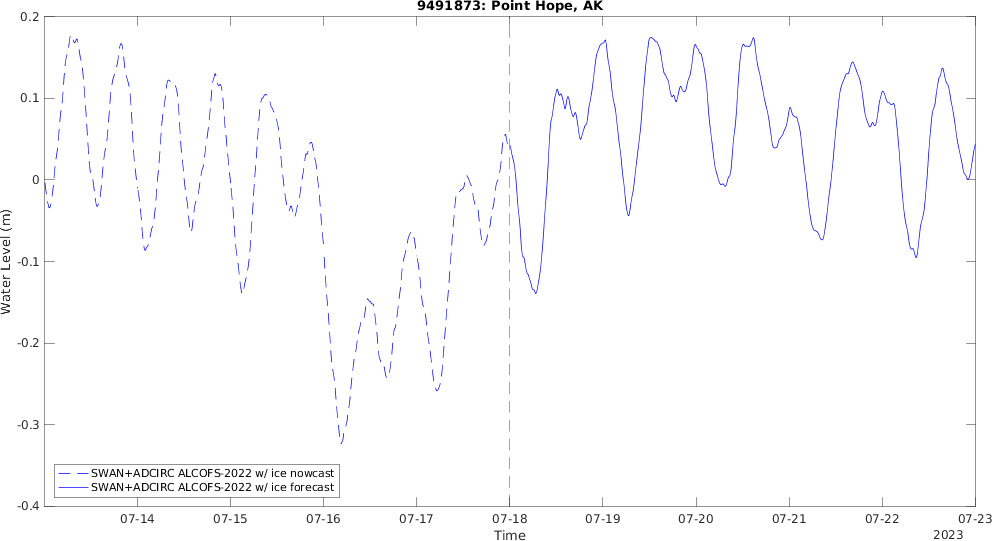 9491873: Point Hope, AK
0.2
0.1
0
-0.1
-0.2
-0.3
-0.4
Water Level (m)
SWAN+ADCIRC ALCOFS-2022 w/ ice nowcast
SWAN+ADCIRC ALCOFS-2022 w/ ice forecast
07-14 07-15 07-16 07-17 07-18 07-19 07-20 07-21 07-22 07-23
Time
2023